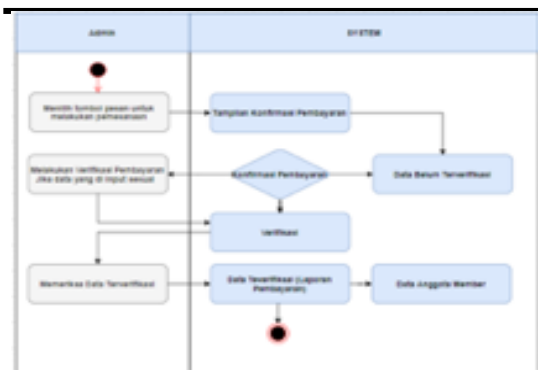 Admin
SYSTEM
Memilih tombol pesan untuk
melakukan pemesanan
Tampilan Konfirmasi Pembayaran
Melakukan Verifikasi Pembayaran
Jika data yang di input sesuai
Konfirmasi Pembayaran
Data Belum Terverifikasi
Verifikasi
Memeriksa Data Terverifikasi
Data Teverifikasi (Laporan
Pembayaran)
Data Anggota Member